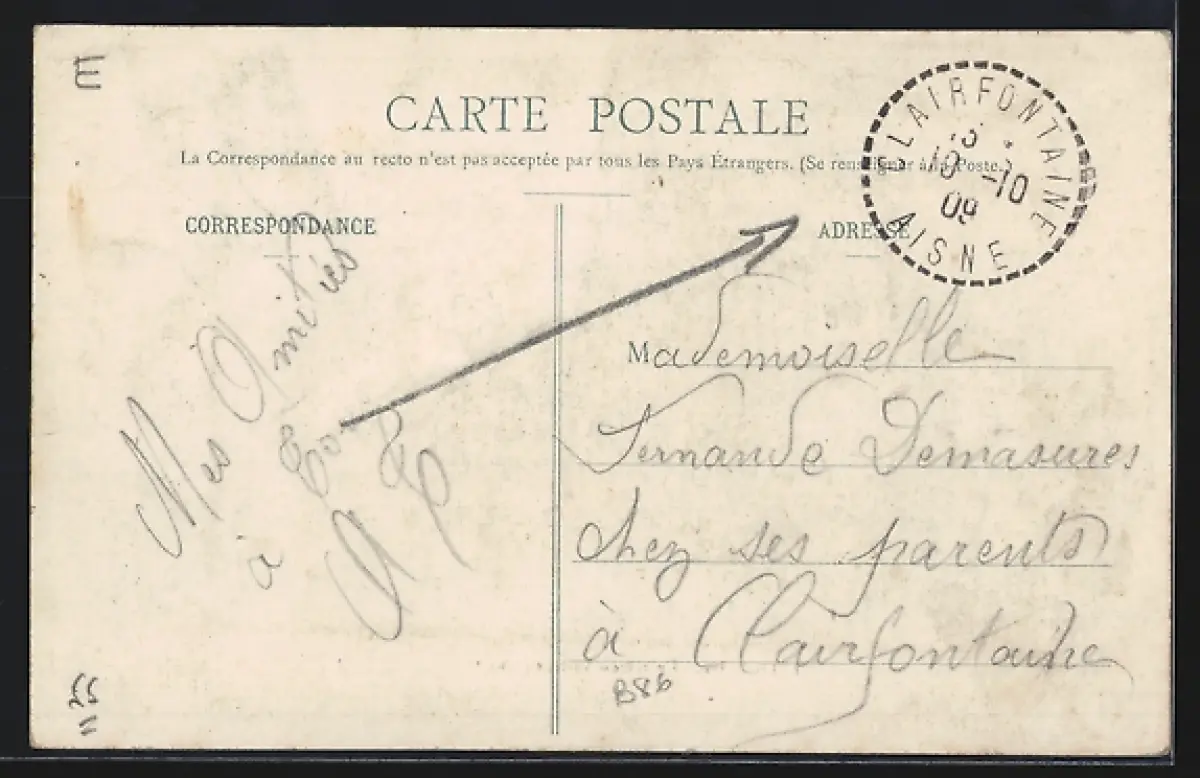 E
CARTE POSTALE
La Correspondance au recto n'est pas acceptée par tous les Pays Étrangers. (Se renseigner à la Poste.
CLAIRFONTAINE
10 -10
09
AISNE
CORRESPONDANCE
Mes Amitiés
à
ADRESSE
Mademoiselle
Fernande Demasures
chez ses parents
à Clairfontaine
B86